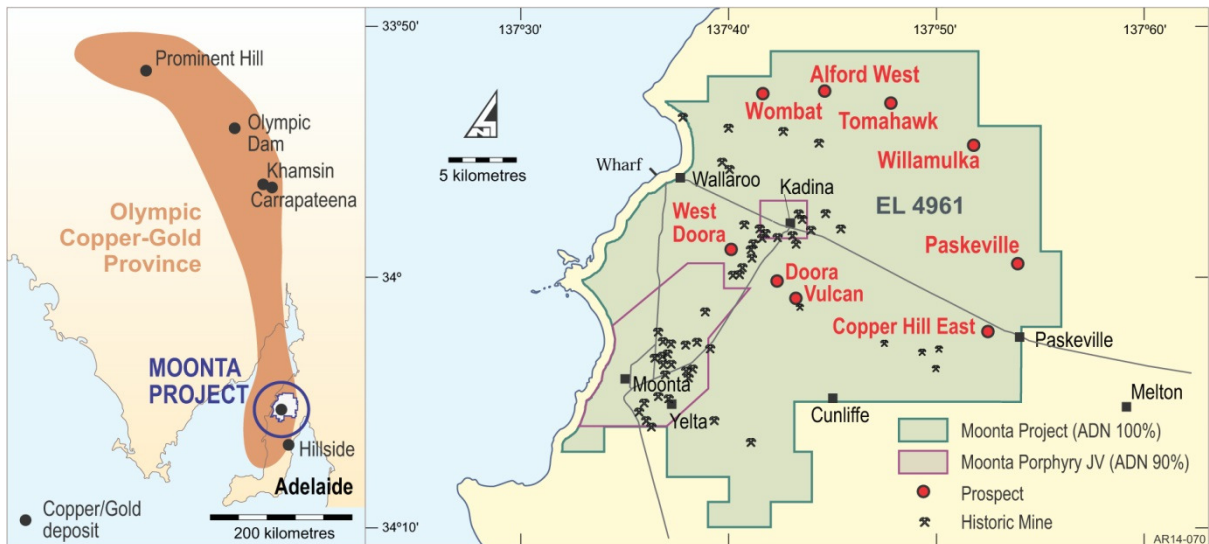 Prominent Hill
Olympic
Dam
Khamsin
Carrapateena
Olympic
Copper-Gold
Province
MOONTA
PROJECT
Hillside
Adelaide
Copper/Gold
deposit
200 kilometres
33°50'
137°30'
137°40'
137°50'
137°60'
N
5 kilometres
Alford West
Wombat
Tomahawk
Willamulka
Wharf
Wallaroo
Kadina
EL 4961
West
Doora
Paskeville
34°
Doora
Vulcan
Copper Hill East
Paskeville
Moonta
Yelta
Cunliffe
Melton
Moonta Project (ADN 100%)
Moonta Porphyry JV (ADN 90%)
Prospect
Historic Mine
34°10'
AR14-070